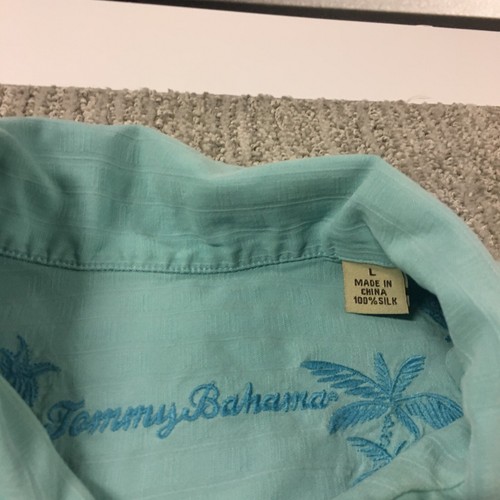 L
MADE IN
CHINA
100% SILK
Tommy Bahama